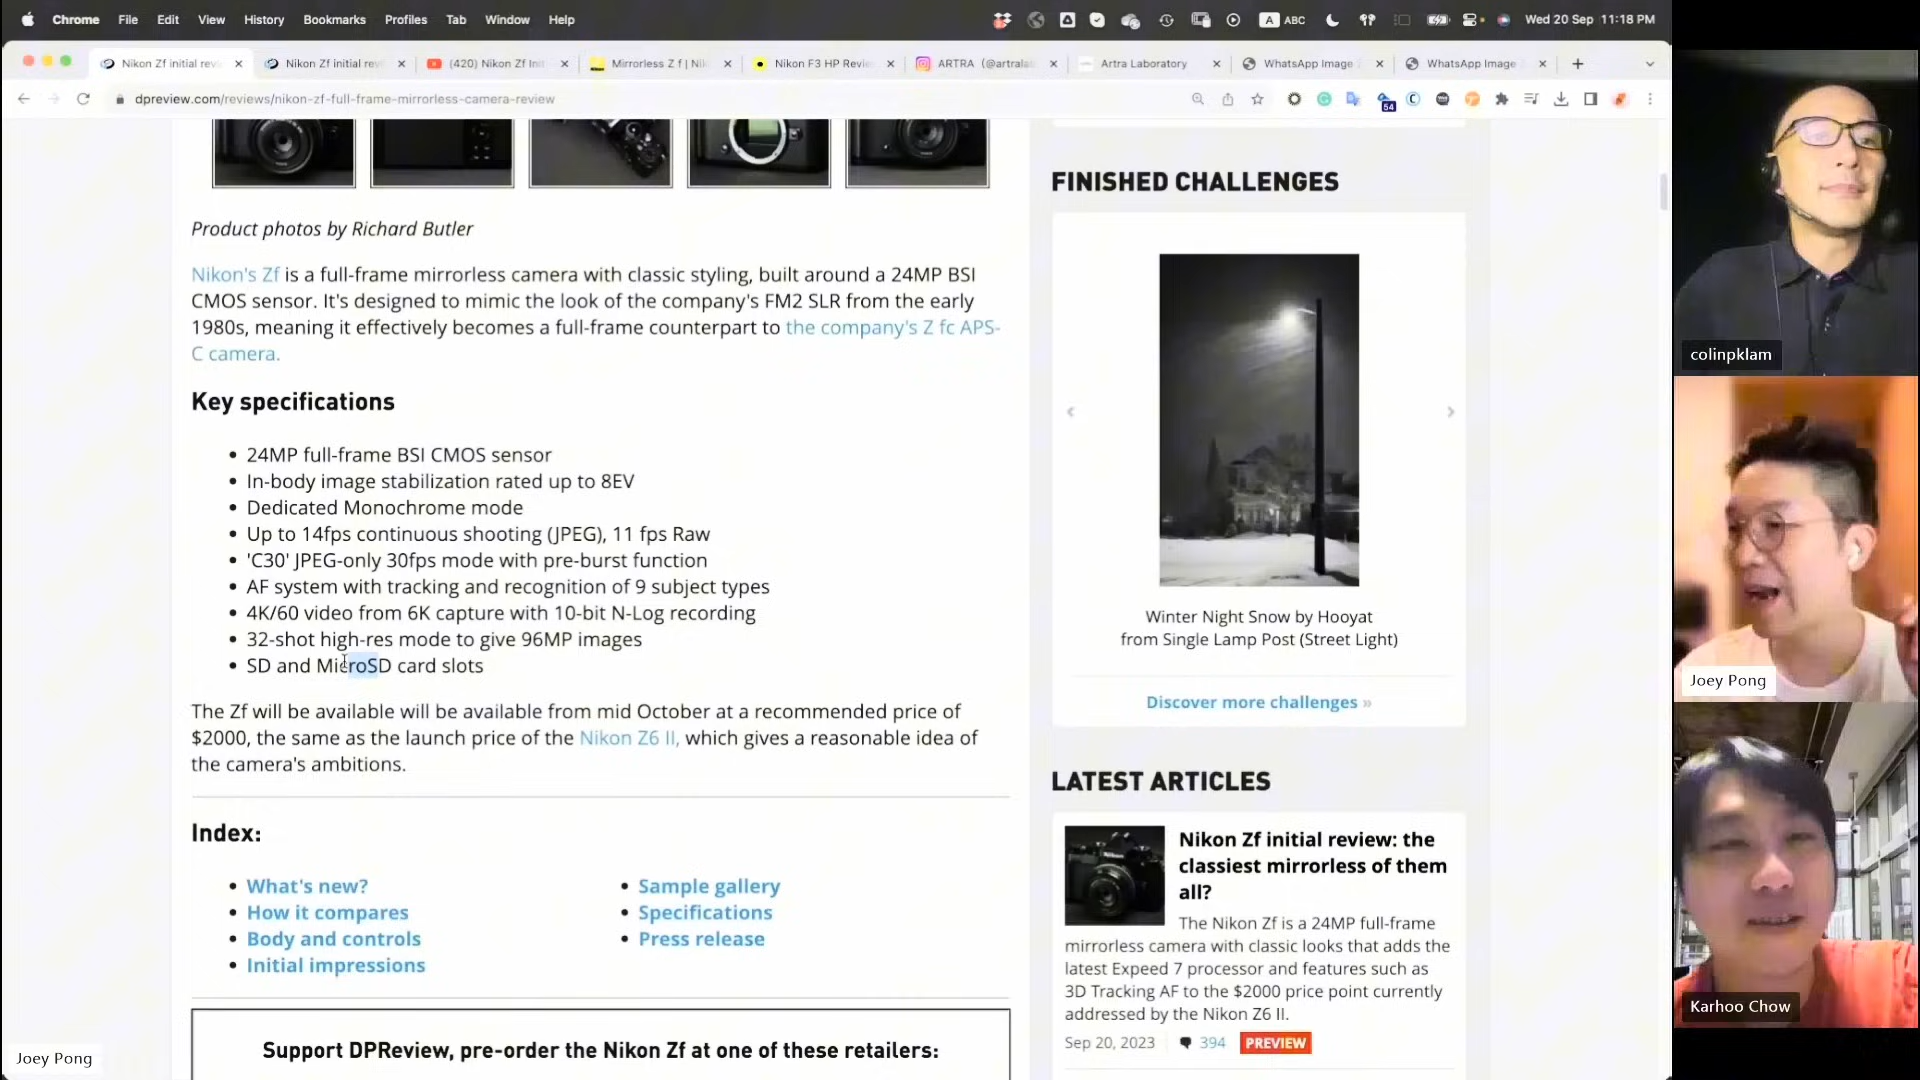 Chrome File Edit View History Bookmarks Profiles Tab Window Help
A ABC Wed 20 Sep 11:18 PM
Nikon Zf initial rev
Nikon Zf initial rev
(420) Nikon Zf Init
Mirrorless Z f | Nik
Nikon F3 HP Revie
ARTRA (@artrala
Artra Laboratory
WhatsApp Image
WhatsApp Image
dpreview.com/reviews/nikon-zf-full-frame-mirrorless-camera-review
54
Product photos by Richard Butler
Nikon's Zf is a full-frame mirrorless camera with classic styling, built around a 24MP BSI
CMOS sensor. It's designed to mimic the look of the company's FM2 SLR from the early
1980s, meaning it effectively becomes a full-frame counterpart to the company's Z fc APS-
C camera.
Key specifications
• 24MP full-frame BSI CMOS sensor
• In-body image stabilization rated up to 8EV
• Dedicated Monochrome mode
• Up to 14fps continuous shooting (JPEG), 11 fps Raw
• 'C30' JPEG-only 30fps mode with pre-burst function
• AF system with tracking and recognition of 9 subject types
• 4K/60 video from 6K capture with 10-bit N-Log recording
• 32-shot high-res mode to give 96MP images
• SD and MicroSD card slots
The Zf will be available will be available from mid October at a recommended price of
$2000, the same as the launch price of the Nikon Z6 II, which gives a reasonable idea of
the camera's ambitions.
Index:
• What's new?
• How it compares
• Body and controls
• Initial impressions
• Sample gallery
• Specifications
• Press release
Support DPReview, pre-order the Nikon Zf at one of these retailers:
FINISHED CHALLENGES
Winter Night Snow by Hooyat
from Single Lamp Post (Street Light)
Discover more challenges »
LATEST ARTICLES
Nikon Zf initial review: the
classiest mirrorless of them
all?
The Nikon Zf is a 24MP full-frame
mirrorless camera with classic looks that adds the
latest Expeed 7 processor and features such as
3D Tracking AF to the $2000 price point currently
addressed by the Nikon Z6 II.
Sep 20, 2023 394 PREVIEW
colinpklam
Joey Pong
Karhoo Chow
Joey Pong